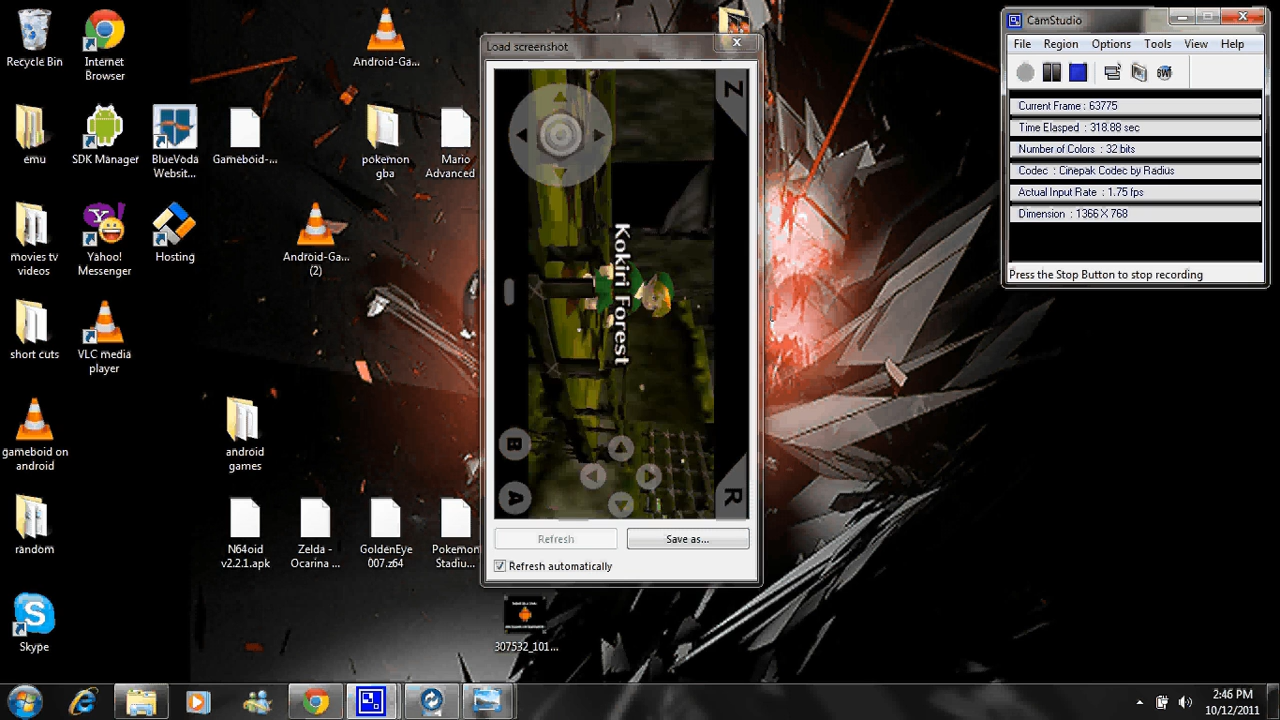 Recycle Bin
Internet
Browser
Android-Ga...
emu
SDK Manager
BlueVoda
Websit...
Gameboid-...
pokemon
gba
Mario
Advanced
movies tv
videos
Yahoo!
Messenger
Hosting
Android-Ga...
(2)
short cuts
VLC media
player
gameboid on
android
android
games
random
N64oid
v2.2.1.apk
Zelda -
Ocarina ...
GoldenEye
007.z64
Pokemon
Stadiu...
Skype
307532_101...
Load screenshot
Z
Kokiri Forest
B
A
R
Refresh
Save as...
Refresh automatically
CamStudio
File Region Options Tools View Help
SWF
Current Frame : 63775
Time Elasped : 318.88 sec
Number of Colors : 32 bits
Codec : Cinepak Codec by Radius
Actual Input Rate : 1.75 fps
Dimension : 1366 X 768
Press the Stop Button to stop recording
2:46 PM
10/12/2011